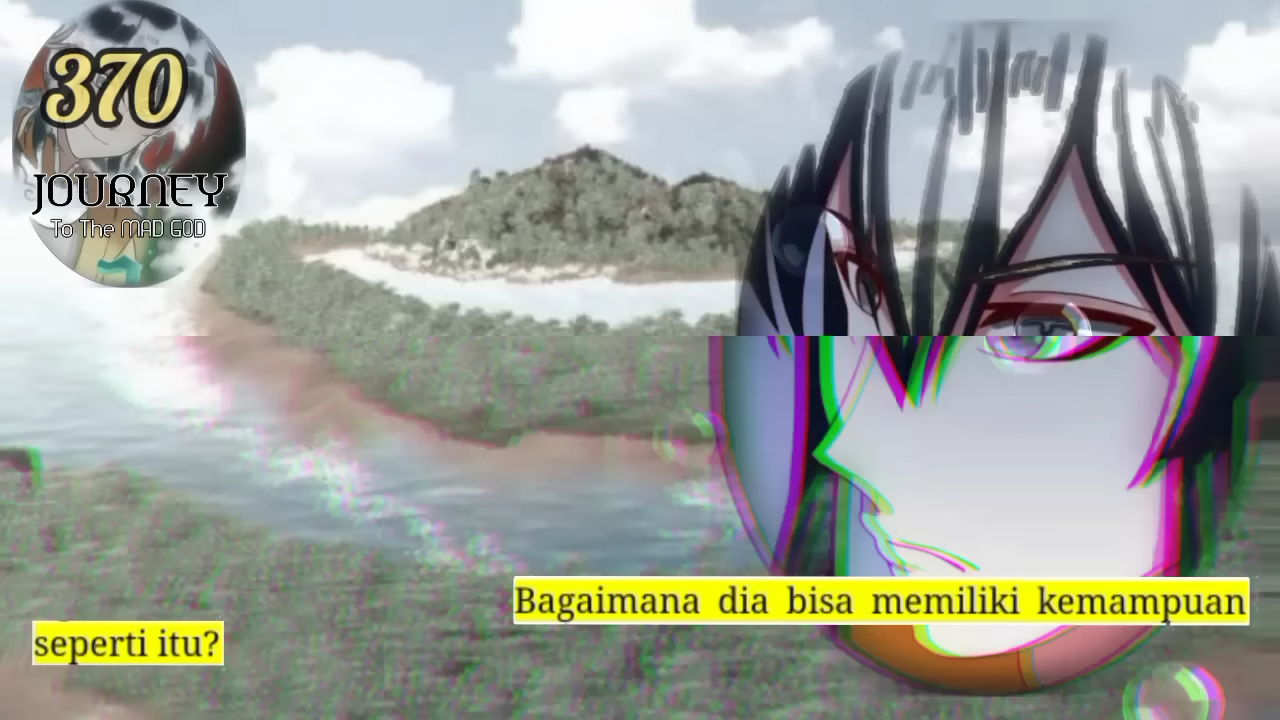 370
JOURNEY
To The MAD GOD
Bagaimana dia bisa memiliki kemampuan
seperti itu?